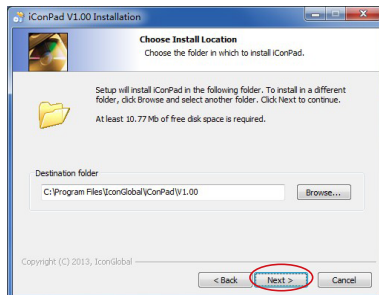 iConPad V1.00 Installation
Choose Install Location
Choose the folder in which to install iConPad.
Setup will install iConPad in the following folder. To install in a different
folder, click Browse and select another folder. Click Next to continue.
At least 10.77 Mb of free disk space is required.
Destination folder
C:\Program Files\IconGlobal\iConPad\V1.00
Browse...
Copyright (C) 2013, IconGlobal
< Back
Next >
Cancel